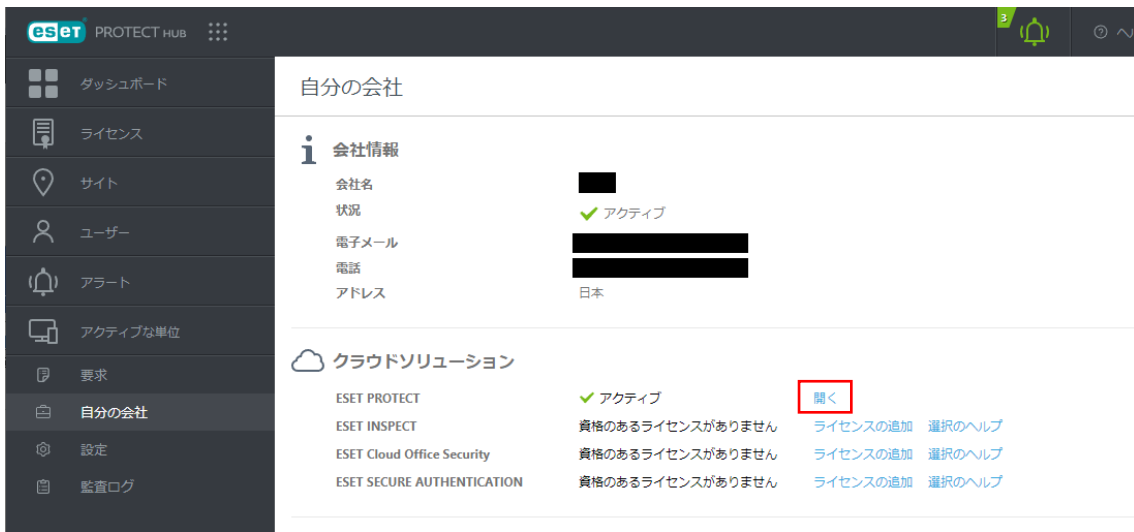 eset PROTECT HUB
3
ヘ
ダッシュボード
ライセンス
サイト
ユーザー
アラート
アクティブな単位
要求
自分の会社
設定
監査ログ
自分の会社
会社情報
会社名
状況 アクティブ
電子メール
電話
アドレス 日本
クラウドソリューション
ESET PROTECT アクティブ 開く
ESET INSPECT 資格のあるライセンスがありません ライセンスの追加 選択のヘルプ
ESET Cloud Office Security 資格のあるライセンスがありません ライセンスの追加 選択のヘルプ
ESET SECURE AUTHENTICATION 資格のあるライセンスがありません ライセンスの追加 選択のヘルプ